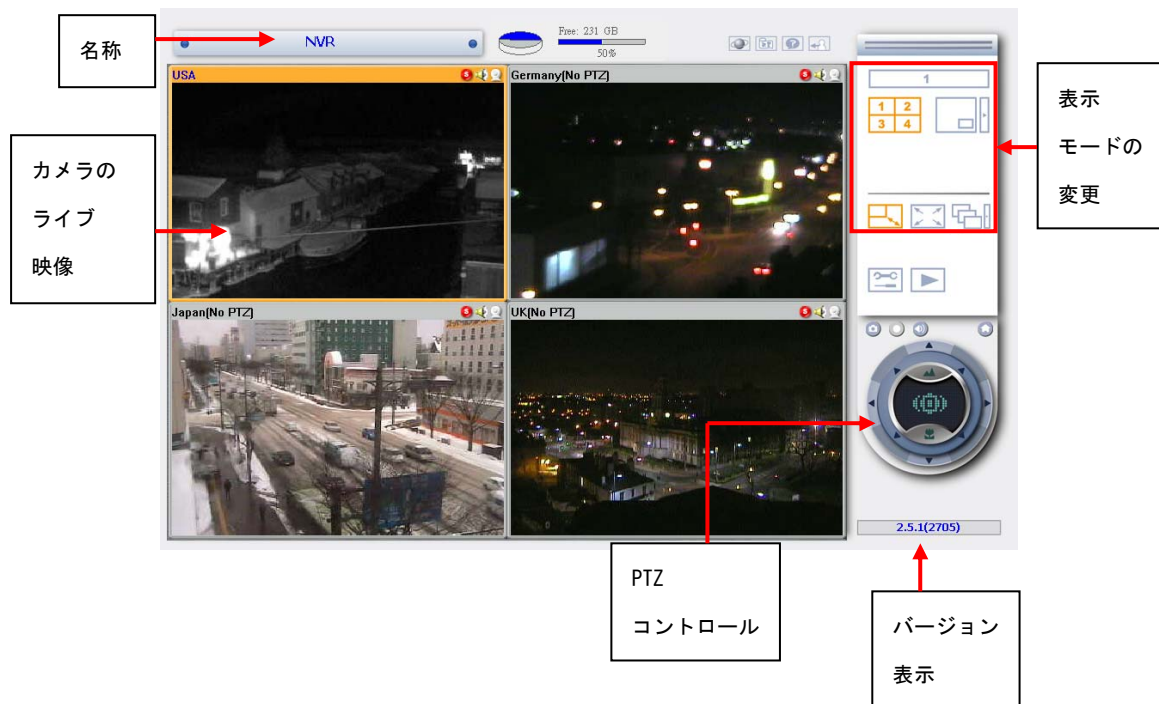 名称
NVR
Free: 231 GB
50%
USA
Germany(No PTZ)
1
1 2
3 4
表示
モードの
変更
カメラの
ライブ
映像
Japan(No PTZ)
UK(No PTZ)
2.5.1(2705)
PTZ
コントロール
バージョン
表示